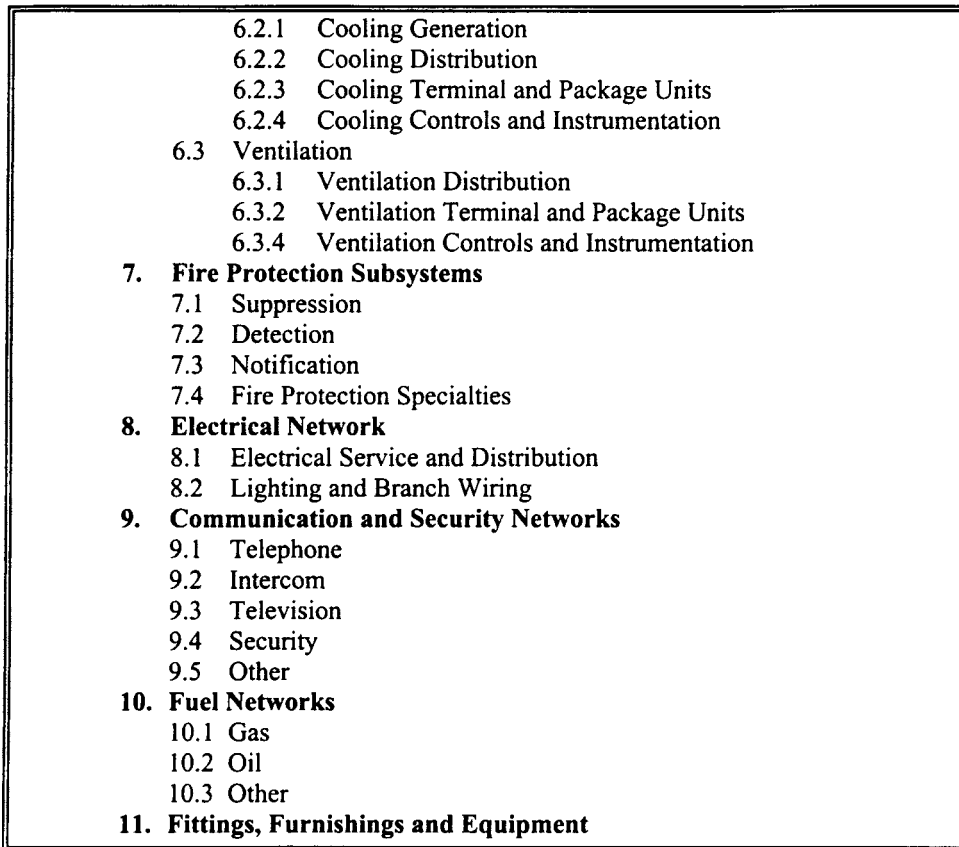 6.2.1 Cooling Generation
6.2.2 Cooling Distribution
6.2.3 Cooling Terminal and Package Units
6.2.4 Cooling Controls and Instrumentation
6.3 Ventilation
6.3.1 Ventilation Distribution
6.3.2 Ventilation Terminal and Package Units
6.3.4 Ventilation Controls and Instrumentation
7. Fire Protection Subsystems
7.1 Suppression
7.2 Detection
7.3 Notification
7.4 Fire Protection Specialties
8. Electrical Network
8.1 Electrical Service and Distribution
8.2 Lighting and Branch Wiring
9. Communication and Security Networks
9.1 Telephone
9.2 Intercom
9.3 Television
9.4 Security
9.5 Other
10. Fuel Networks
10.1 Gas
10.2 Oil
10.3 Other
11. Fittings, Furnishings and Equipment